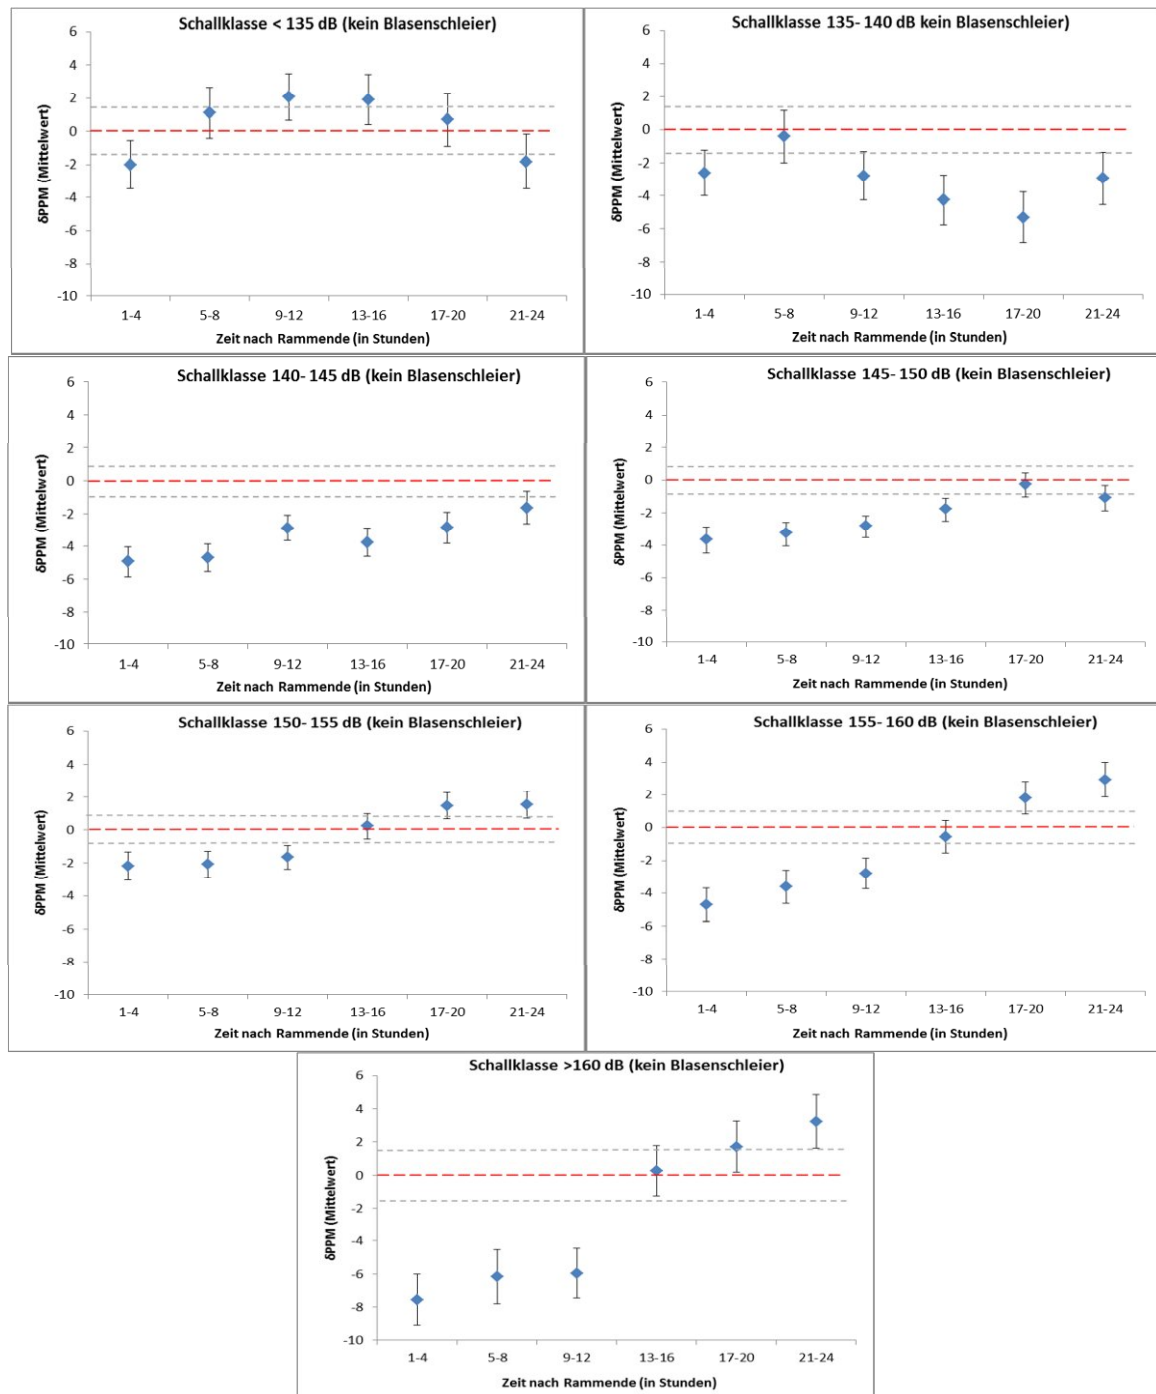 Schallklasse < 135 dB (kein Blasenschleier)
6
4
2
0
-2
-4
-6
-8
-10
δPPM (Mittelwert)
1-4 5-8 9-12 13-16 17-20 21-24
Zeit nach Rammende (in Stunden)
Schallklasse 135- 140 dB kein Blasenschleier)
6
4
2
0
-2
-4
-6
-8
-10
δPPM (Mittelwert)
1-4 5-8 9-12 13-16 17-20 21-24
Zeit nach Rammende (in Stunden)
Schallklasse 140- 145 dB (kein Blasenschleier)
6
4
2
0
-2
-4
-6
-8
-10
δPPM (Mittelwert)
1-4 5-8 9-12 13-16 17-20 21-24
Zeit nach Rammende (in Stunden)
Schallklasse 145- 150 dB (kein Blasenschleier)
6
4
2
0
-2
-4
-6
-8
-10
δPPM (Mittelwert)
1-4 5-8 9-12 13-16 17-20 21-24
Zeit nach Rammende (in Stunden)
Schallklasse 150- 155 dB (kein Blasenschleier)
6
4
2
0
-2
-4
-6
-8
-10
δPPM (Mittelwert)
1-4 5-8 9-12 13-16 17-20 21-24
Zeit nach Rammende (in Stunden)
Schallklasse 155- 160 dB (kein Blasenschleier)
6
4
2
0
-2
-4
-6
-8
-10
δPPM (Mittelwert)
1-4 5-8 9-12 13-16 17-20 21-24
Zeit nach Rammende (in Stunden)
Schallklasse >160 dB (kein Blasenschleier)
6
4
2
0
-2
-4
-6
-8
-10
δPPM (Mittelwert)
1-4 5-8 9-12 13-16 17-20 21-24
Zeit nach Rammende (in Stunden)